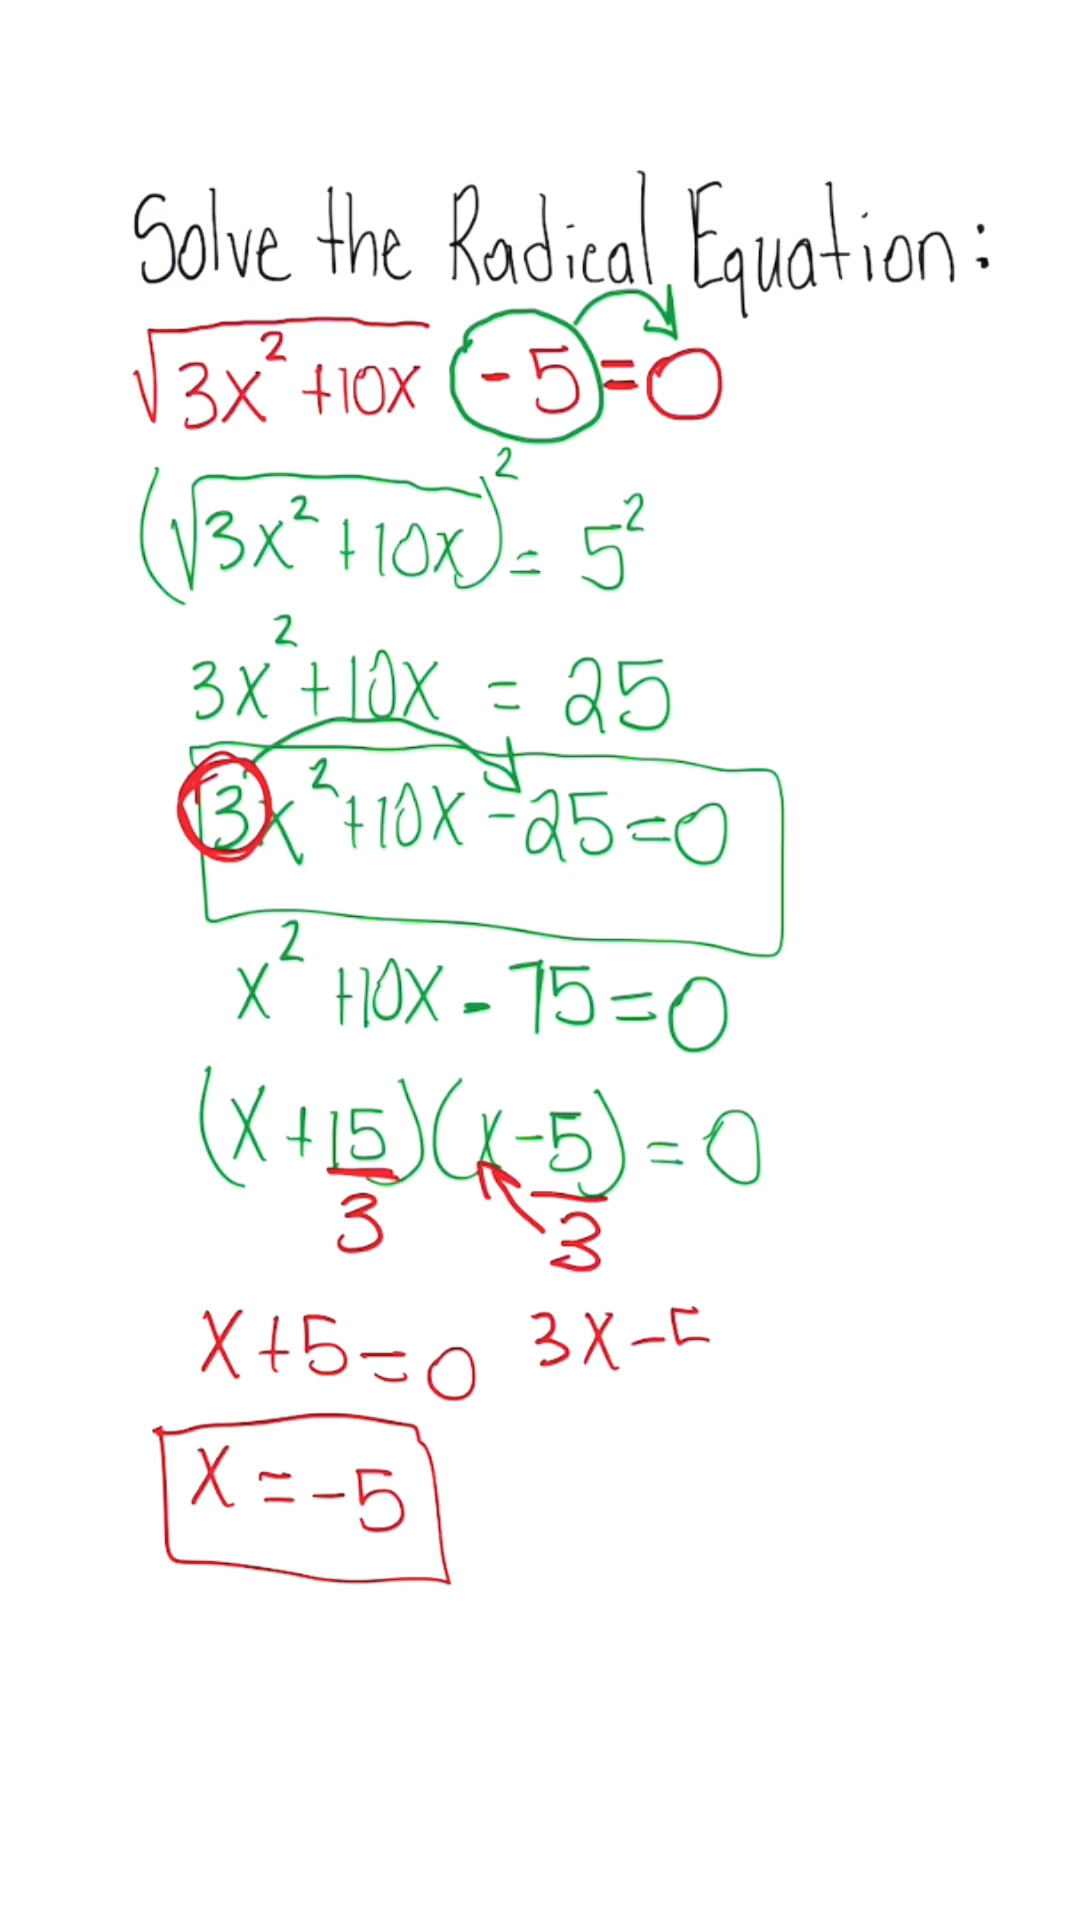 Solve the Radical Equation:
√3x² +10x - 5 = 0
(√3x² +10x)² = 5²
3x² +10x = 25
3x² +10x - 25 = 0
x² +10x - 75 = 0
(x + 15)(x - 5) = 0
3 3
x + 5 = 0 3x - 5
x = -5